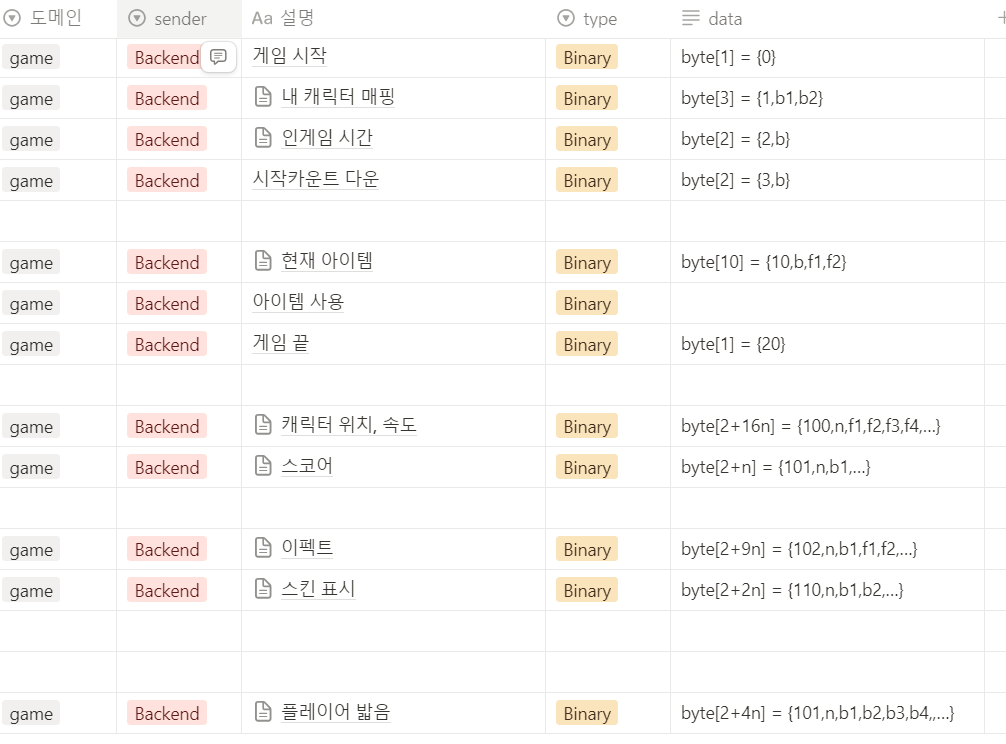 도메인 sender Aa 설명 type data
game Backend 게임 시작 Binary byte[1] = {0}
game Backend 내 캐릭터 매핑 Binary byte[3] = {1,b1,b2}
game Backend 인게임 시간 Binary byte[2] = {2,b}
game Backend 시작카운트 다운 Binary byte[2] = {3,b}
game Backend 현재 아이템 Binary byte[10] = {10,b,f1,f2}
game Backend 아이템 사용 Binary
game Backend 게임 끝 Binary byte[1] = {20}
game Backend 캐릭터 위치, 속도 Binary byte[2+16n] = {100,n,f1,f2,f3,f4,...}
game Backend 스코어 Binary byte[2+n] = {101,n,b1,...}
game Backend 이펙트 Binary byte[2+9n] = {102,n,b1,f1,f2,...}
game Backend 스킨 표시 Binary byte[2+2n] = {110,n,b1,b2,...}
game Backend 플레이어 밟음 Binary byte[2+4n] = {101,n,b1,b2,b3,b4,,...}